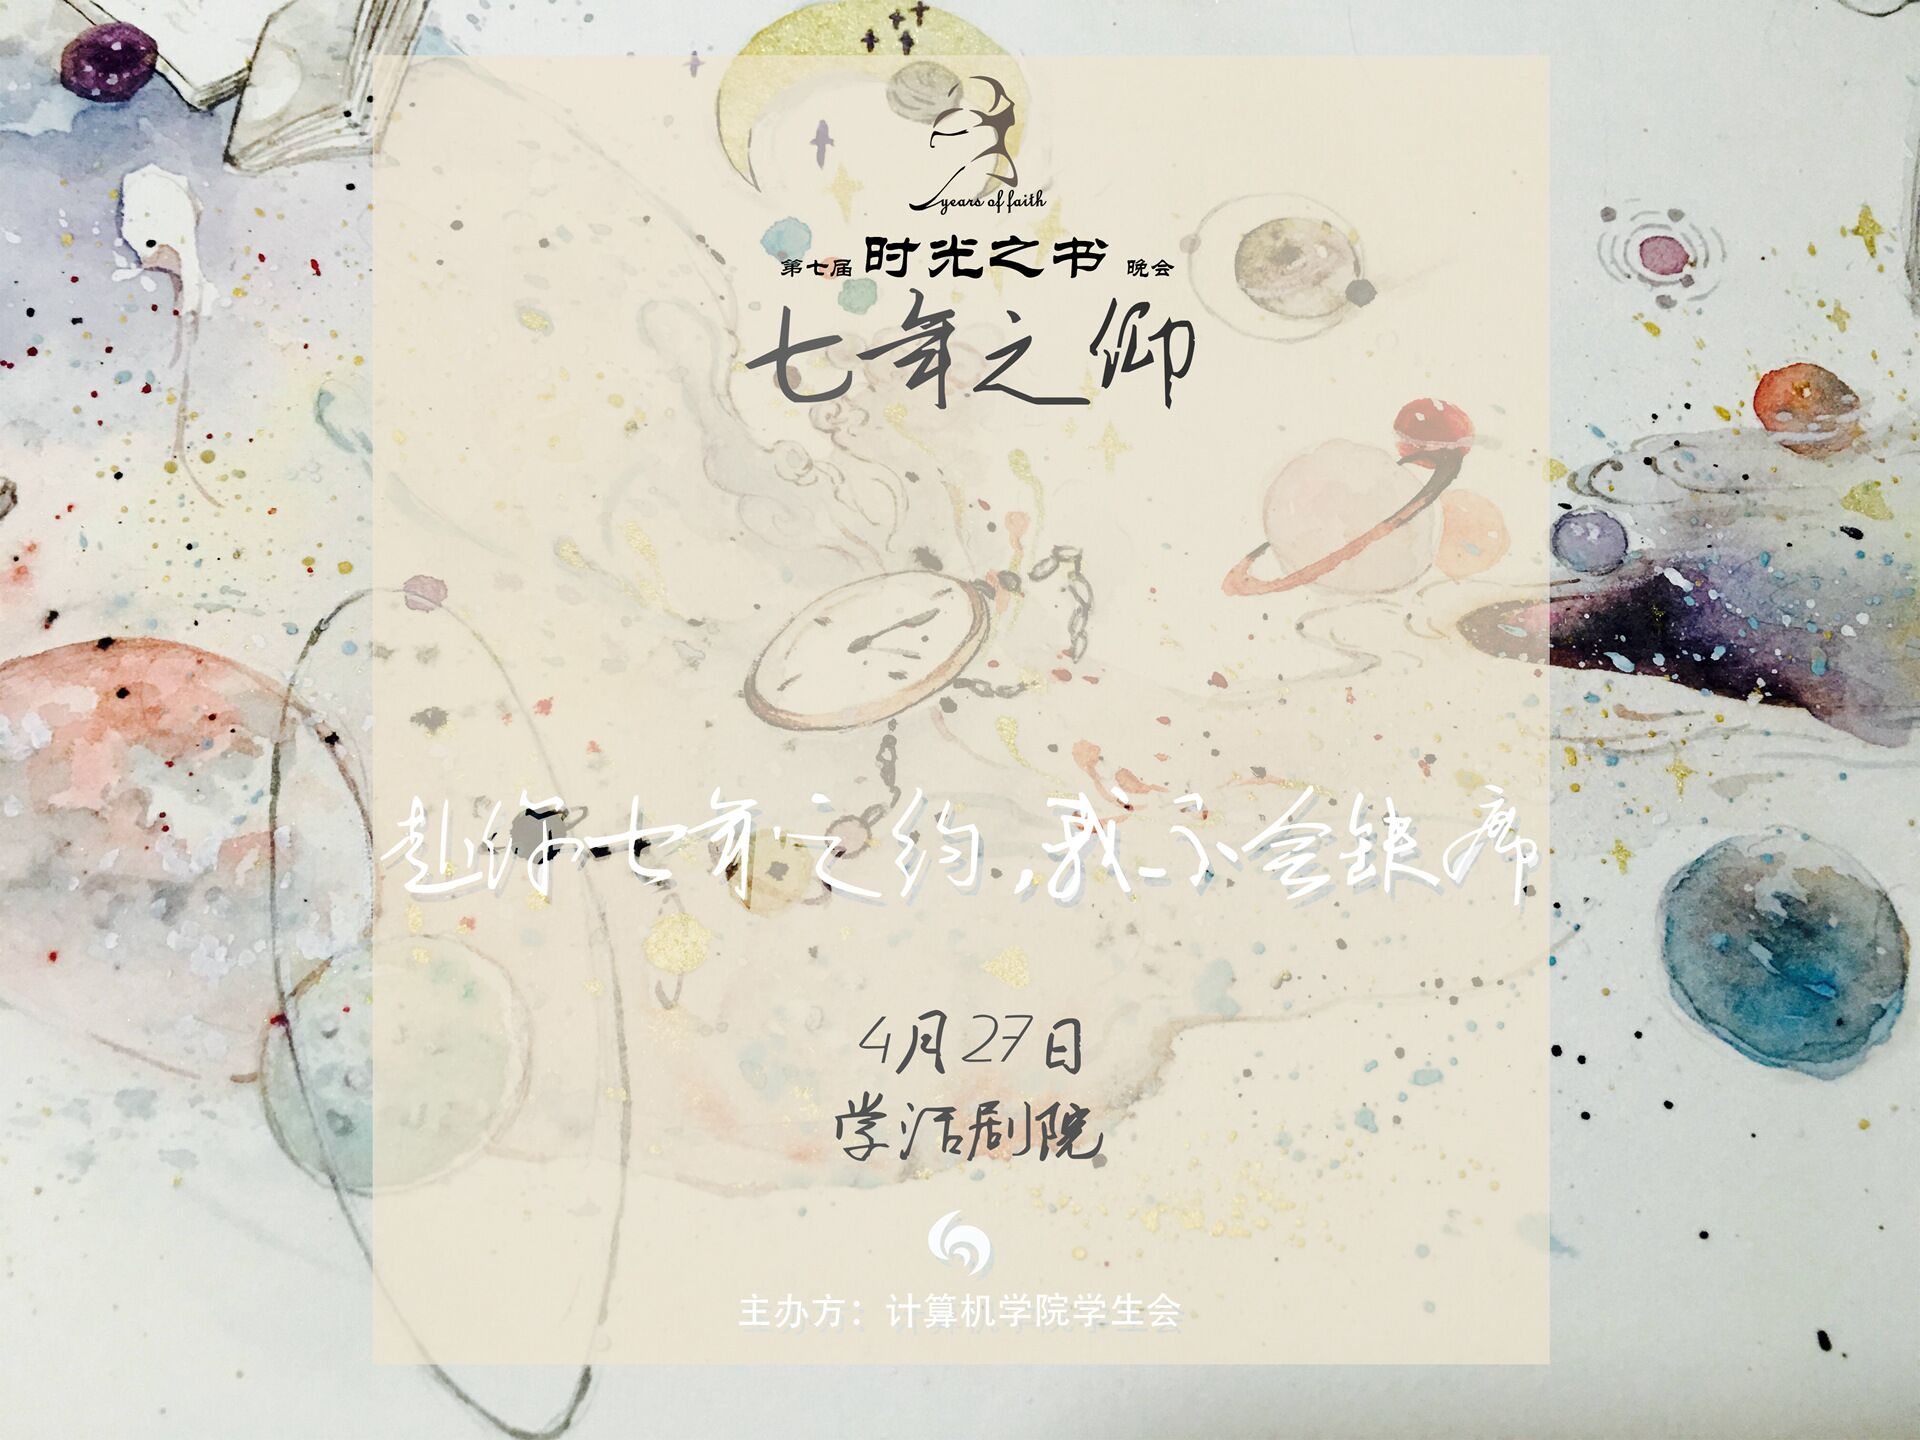 years of faith
第七届 时光之书 晚会
七年之仰
赴你七年之约,我不会缺席
4月27日
学活剧院
主办方：计算机学院学生会